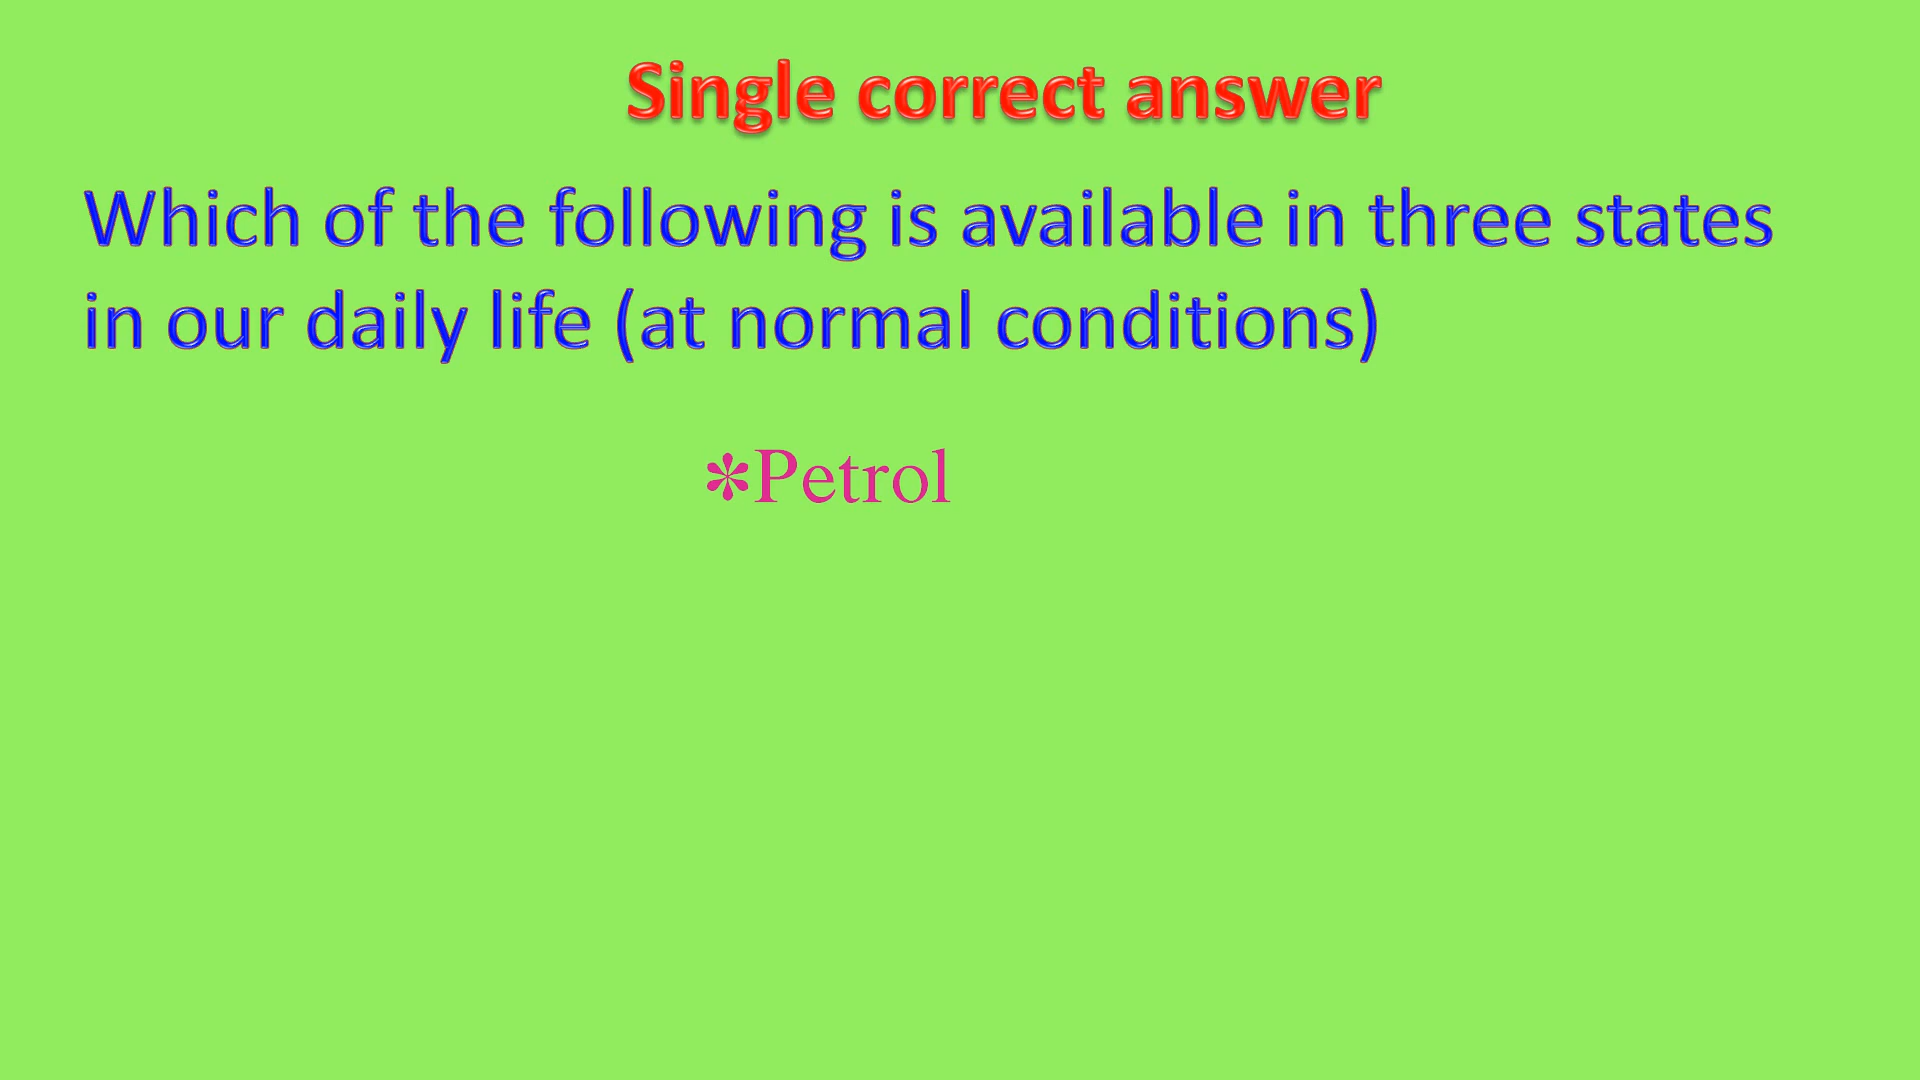 Single correct answer
Which of the following is available in three states
in our daily life (at normal conditions)
*Petrol